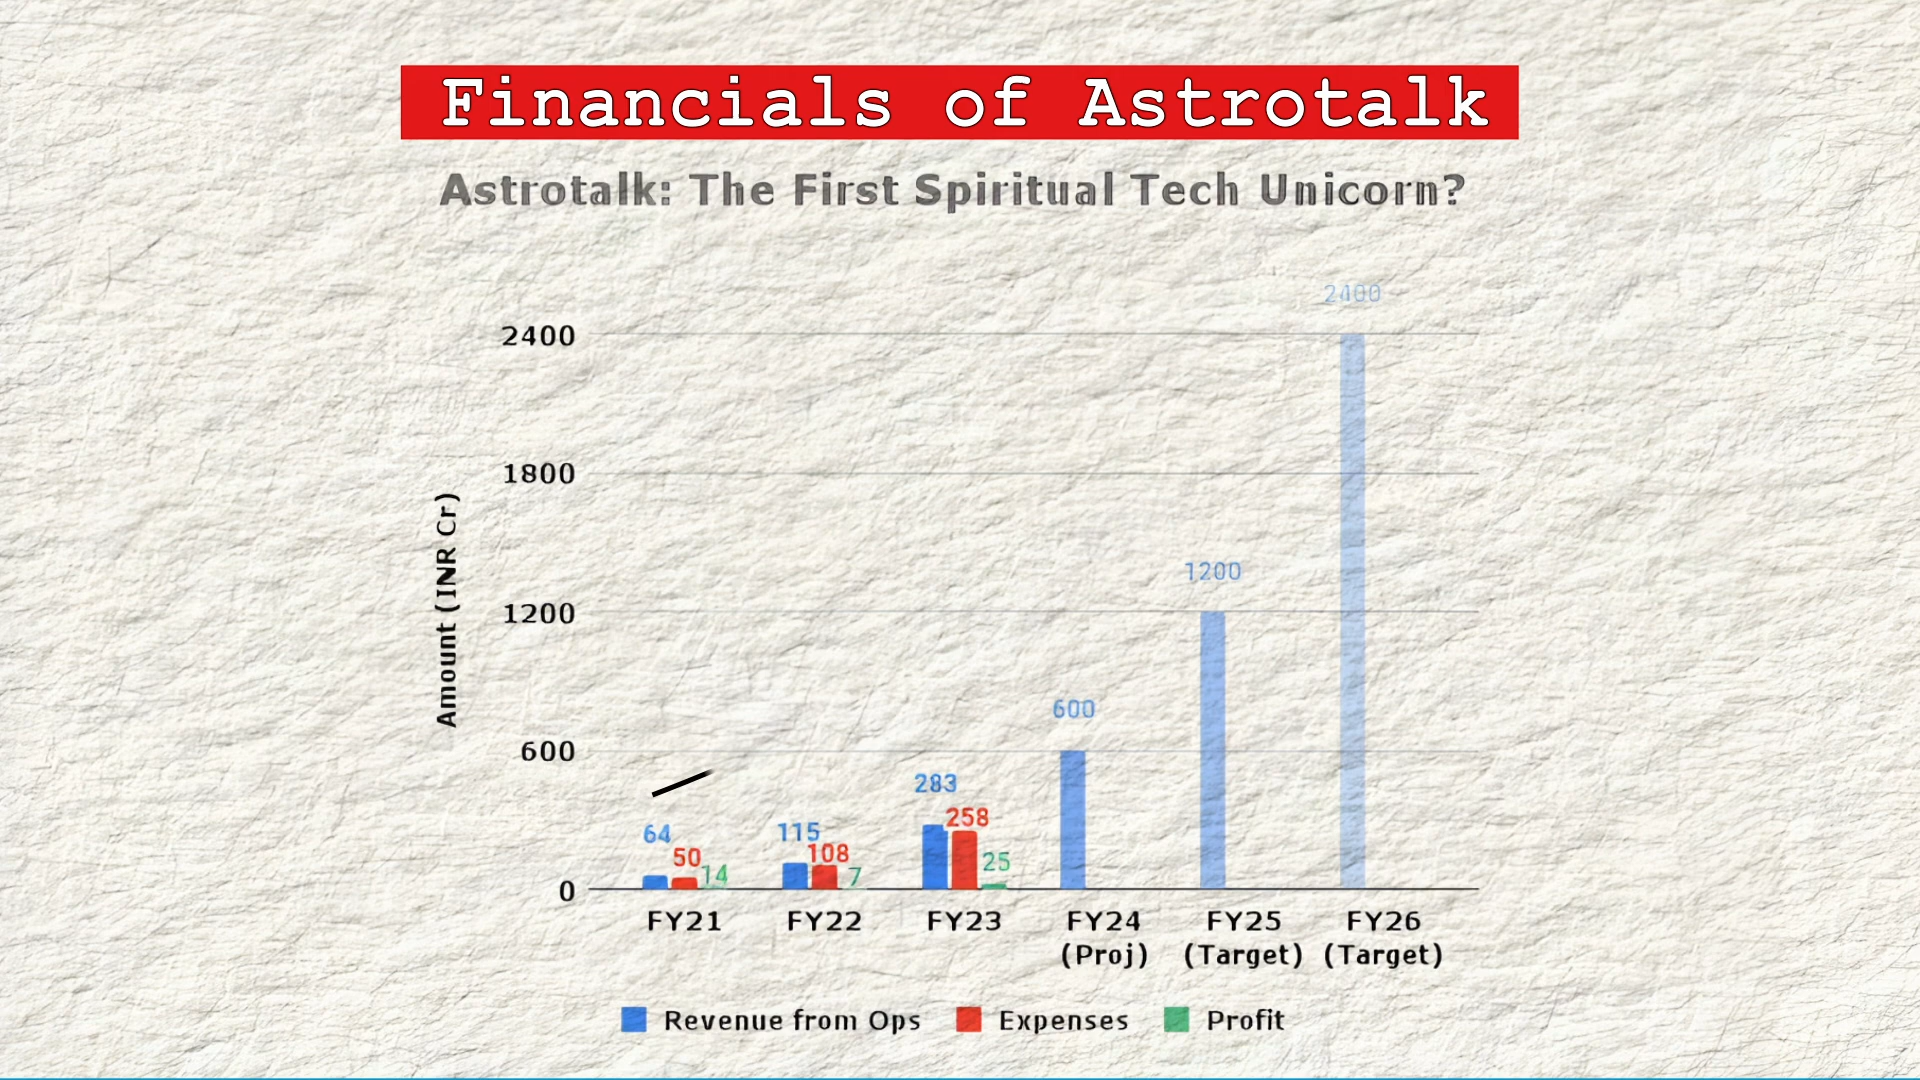 Financials of Astrotalk
Astrotalk: The First Spiritual Tech Unicorn?
Amount (INR Cr)
2400
1800
1200
600
0
64
50
14
115
108
7
283
258
25
600
1200
2400
FY21
FY22
FY23
FY24
(Proj)
FY25
(Target)
FY26
(Target)
Revenue from Ops
Expenses
Profit